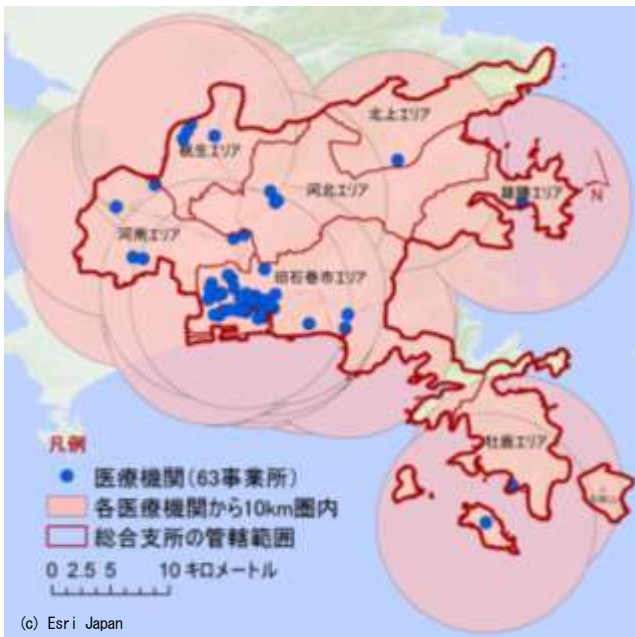 北上エリア
桃生エリア
河北エリア
雄勝エリア
N
河南エリア
旧石巻市エリア
牡鹿エリア
凡例
医療機関(63事業所)
各医療機関から10km圏内
総合支所の管轄範囲
0 2.5 5 10 キロメートル
(c) Esri Japan